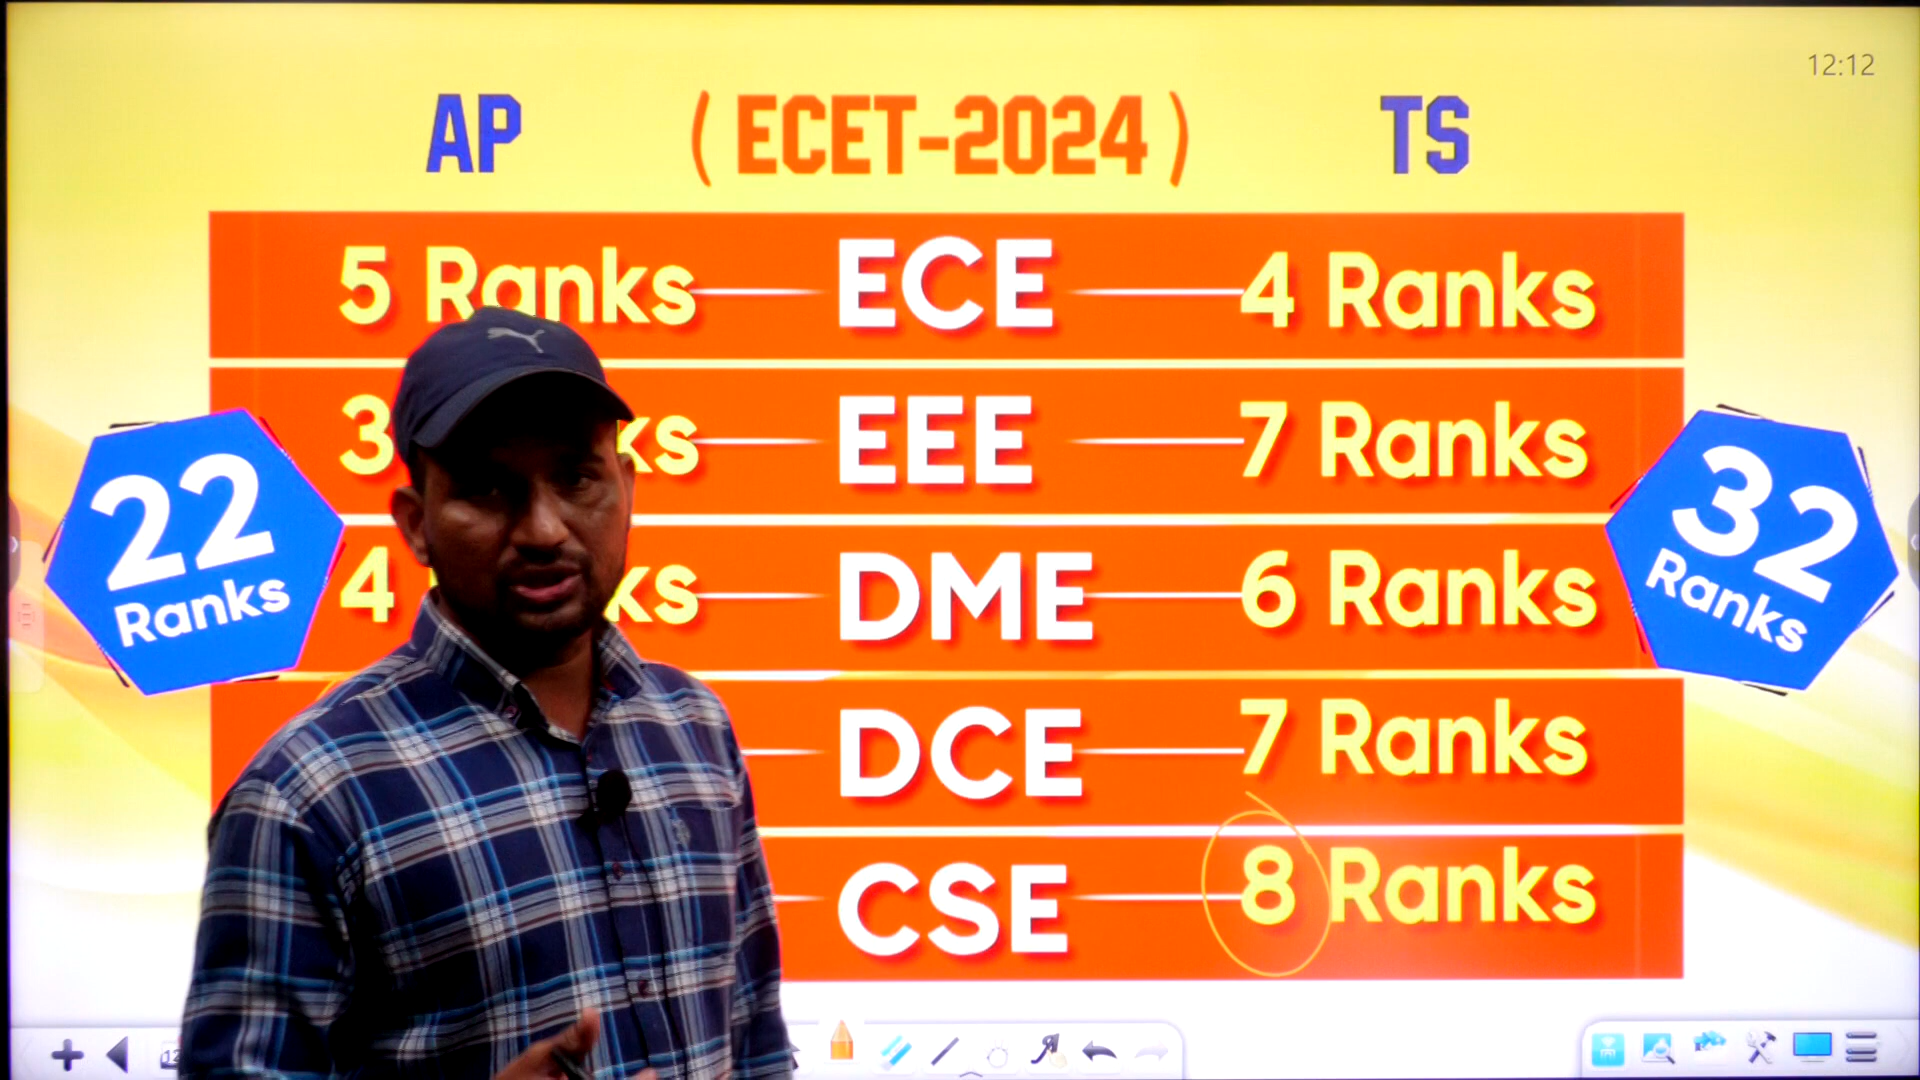 12:12
AP ( ECET-2024 ) TS
5 Ranks ECE 4 Ranks
3 EEE 7 Ranks
4 DME 6 Ranks
DCE 7 Ranks
CSE 8 Ranks
22
Ranks
32
Ranks